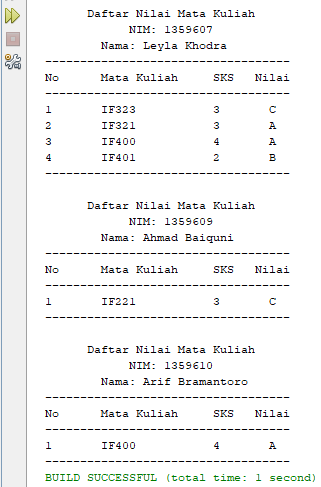 Daftar Nilai Mata Kuliah
NIM: 1359607
Nama: Leyla Khodra
-----------------------------------
No      Mata Kuliah     SKS   Nilai
-----------------------------------
1       IF323           3       C
2       IF321           3       A
3       IF400           4       A
4       IF401           2       B
-----------------------------------
Daftar Nilai Mata Kuliah
NIM: 1359609
Nama: Ahmad Baiquni
-----------------------------------
No      Mata Kuliah     SKS   Nilai
-----------------------------------
1       IF221           3       C
-----------------------------------
Daftar Nilai Mata Kuliah
NIM: 1359610
Nama: Arif Bramantoro
-----------------------------------
No      Mata Kuliah     SKS   Nilai
-----------------------------------
1       IF400           4       A
-----------------------------------
BUILD SUCCESSFUL (total time: 1 second)